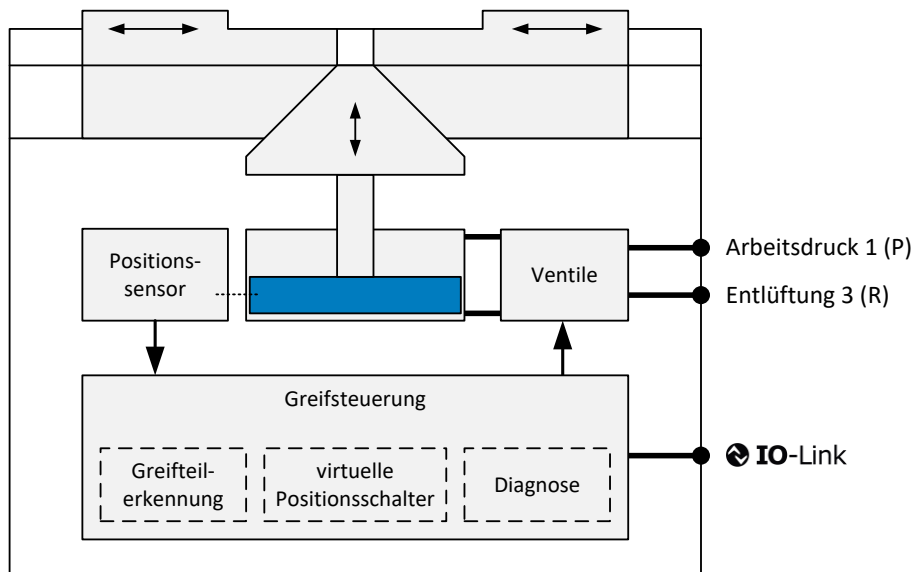 Positions-
sensor
Ventile
Arbeitsdruck 1 (P)
Entlüftung 3 (R)
Greifsteuerung
Greifteil-
erkennung
virtuelle
Positionsschalter
Diagnose
IO-Link